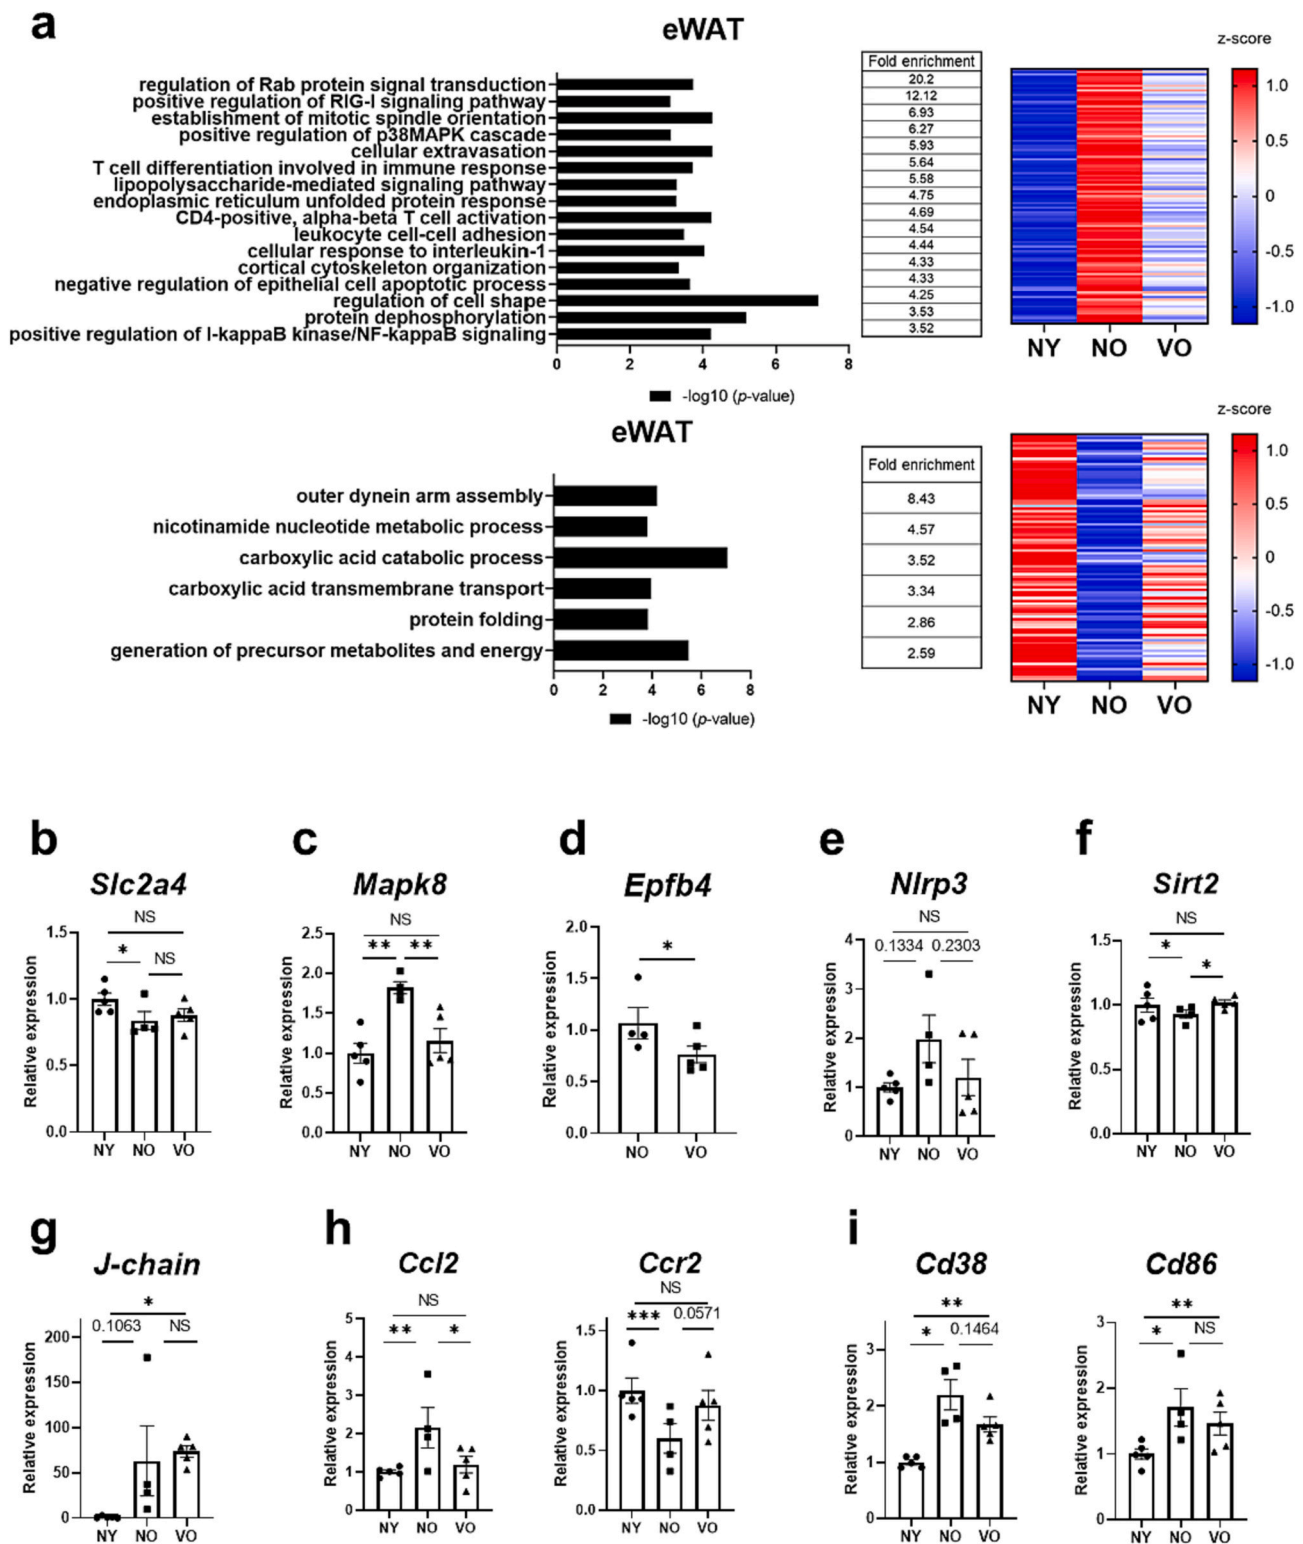 a
eWAT
regulation of Rab protein signal transduction
positive regulation of RIG-I signaling pathway
establishment of mitotic spindle orientation
positive regulation of p38MAPK cascade
cellular extravasation
T cell differentiation involved in immune response
lipopolysaccharide-mediated signaling pathway
endoplasmic reticulum unfolded protein response
CD4-positive, alpha-beta T cell activation
leukocyte cell-cell adhesion
cellular response to interleukin-1
cortical cytoskeleton organization
negative regulation of epithelial cell apoptotic process
regulation of cell shape
protein dephosphorylation
positive regulation of I-kappaB kinase/NF-kappaB signaling
0 2 4 6 8
-log10 (p-value)
Fold enrichment
20.2
12.12
6.93
6.27
5.93
5.64
5.58
4.75
4.69
4.54
4.44
4.33
4.33
4.25
3.53
3.52
z-score
1.0
0.5
0
-0.5
-1.0
NY NO VO
eWAT
outer dynein arm assembly
nicotinamide nucleotide metabolic process
carboxylic acid catabolic process
carboxylic acid transmembrane transport
protein folding
generation of precursor metabolites and energy
0 2 4 6 8
-log10 (p-value)
Fold enrichment
8.43
4.57
3.52
3.34
2.86
2.59
z-score
1.0
0.5
0
-0.5
-1.0
NY NO VO
b
Slc2a4
NS
* NS
Relative expression
1.5
1.0
0.5
0.0
NY NO VO
c
Mapk8
NS
** **
Relative expression
2.5
2.0
1.5
1.0
0.5
0.0
NY NO VO
d
Epfb4
*
Relative expression
2.0
1.5
1.0
0.5
0.0
NO VO
e
Nlrp3
NS
0.1334 0.2303
Relative expression
4
3
2
1
0
NY NO VO
f
Sirt2
NS
* *
Relative expression
1.5
1.0
0.5
0.0
NY NO VO
g
J-chain
*
0.1063 NS
Relative expression
200
150
100
50
0
NY NO VO
h
Ccl2
NS
** *
Relative expression
5
4
3
2
1
0
NY NO VO
Ccr2
NS
*** 0.0571
Relative expression
1.5
1.0
0.5
0.0
NY NO VO
i
Cd38
**
* 0.1464
Relative expression
3
2
1
0
NY NO VO
Cd86
**
* NS
Relative expression
3
2
1
0
NY NO VO